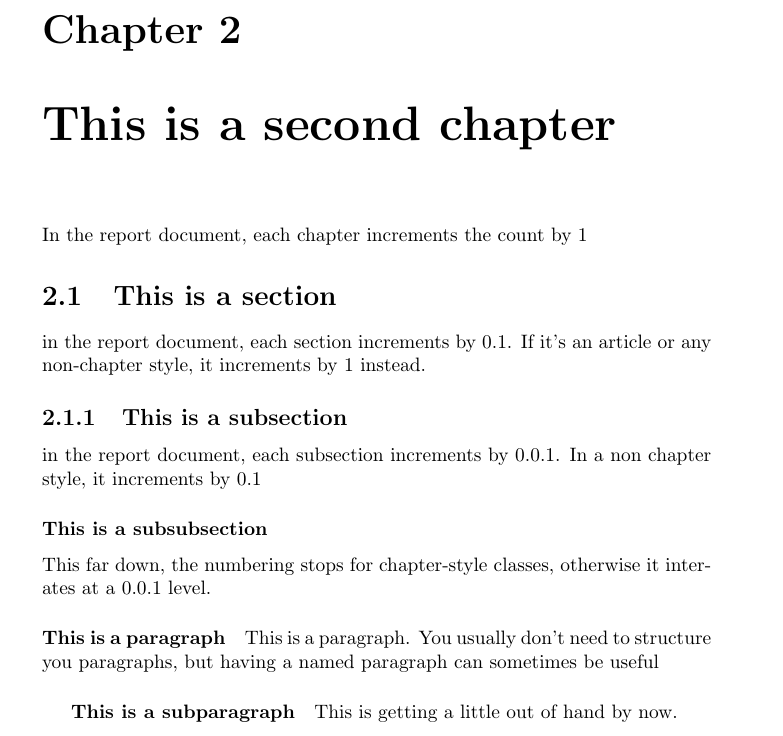 Chapter 2
This is a second chapter
In the report document, each chapter increments the count by 1
2.1 This is a section
in the report document, each section increments by 0.1. If it's an article or any
non-chapter style, it increments by 1 instead.
2.1.1 This is a subsection
in the report document, each subsection increments by 0.0.1. In a non chapter
style, it increments by 0.1
This is a subsubsection
This far down, the numbering stops for chapter-style classes, otherwise it inter-
ates at a 0.0.1 level.
This is a paragraph This is a paragraph. You usually don't need to structure
you paragraphs, but having a named paragraph can sometimes be useful
This is a subparagraph This is getting a little out of hand by now.